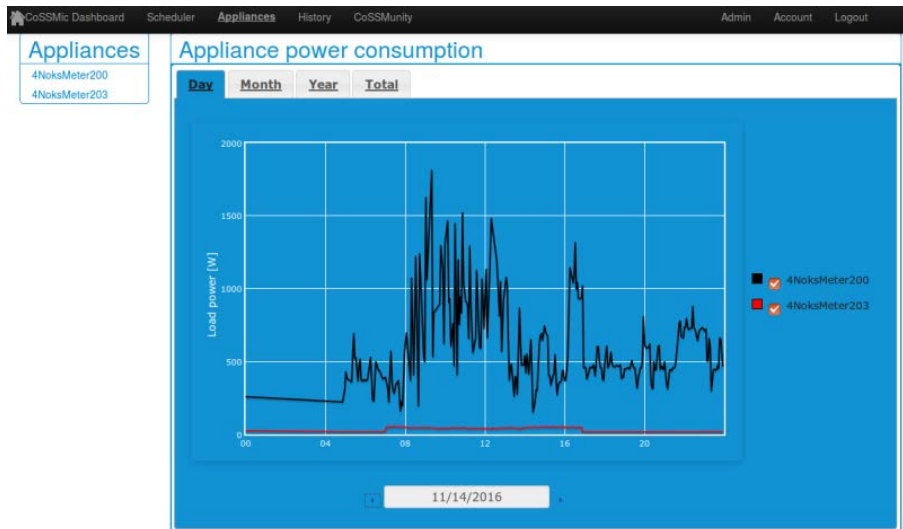 CoSSMic Dashboard Scheduler Appliances History CoSSMunity Admin Account Logout
Appliances
4NoksMeter200
4NoksMeter203
Appliance power consumption
Day Month Year Total
2000
1500
1000
500
0
Load power [W]
00 04 08 12 16 20
4NoksMeter200
4NoksMeter203
11/14/2016